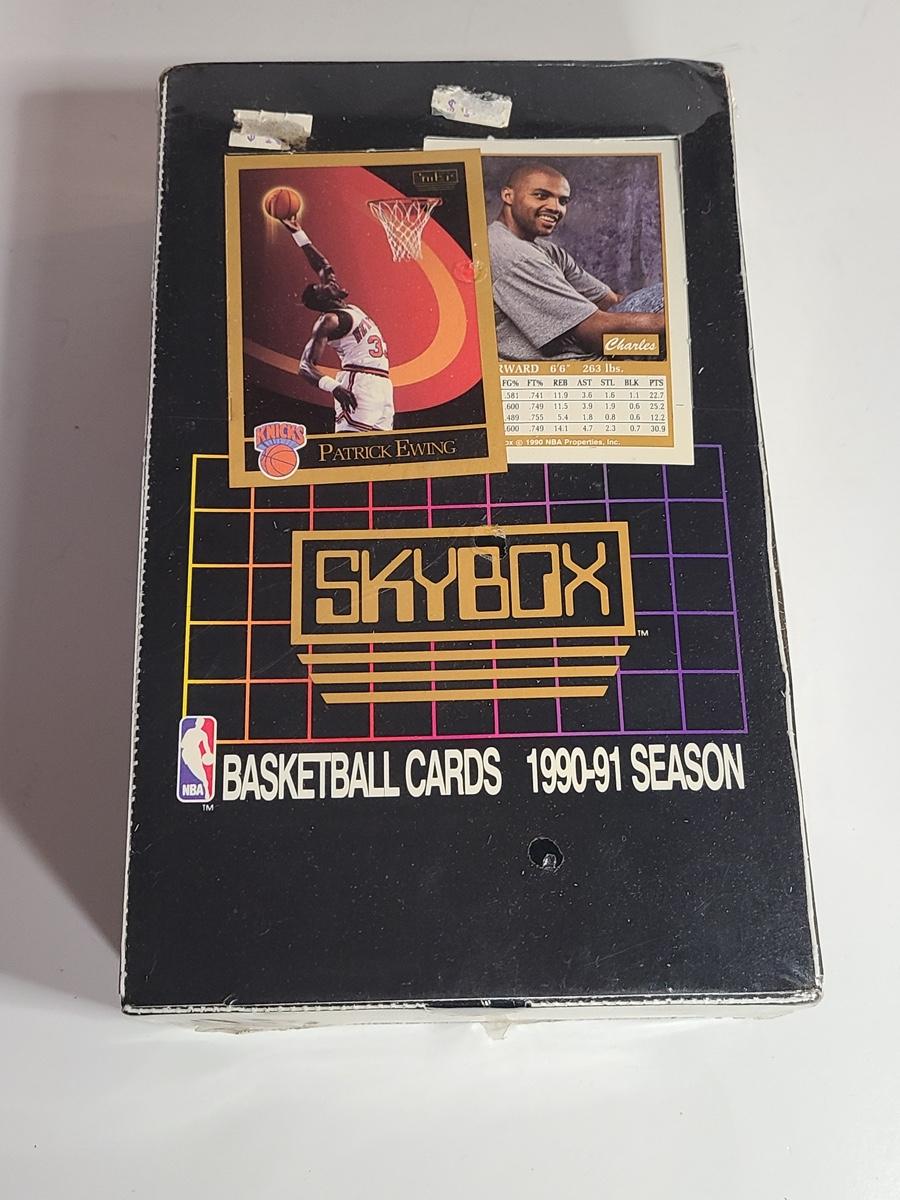 $
KNICKS
PATRICK EWING
Charles
RWARD 6'6" 263 lbs.
FG% FT% REB AST STL BLK PTS
.581 .741 11.9 3.6 1.6 1.1 22.7
.600 .749 11.5 3.9 1.9 0.6 25.2
.489 .755 5.4 1.8 0.8 0.6 12.2
.600 .749 14.1 4.7 2.3 0.7 30.9
ox © 1990 NBA Properties, Inc.
SKYBOX™
NBA™
BASKETBALL CARDS 1990-91 SEASON